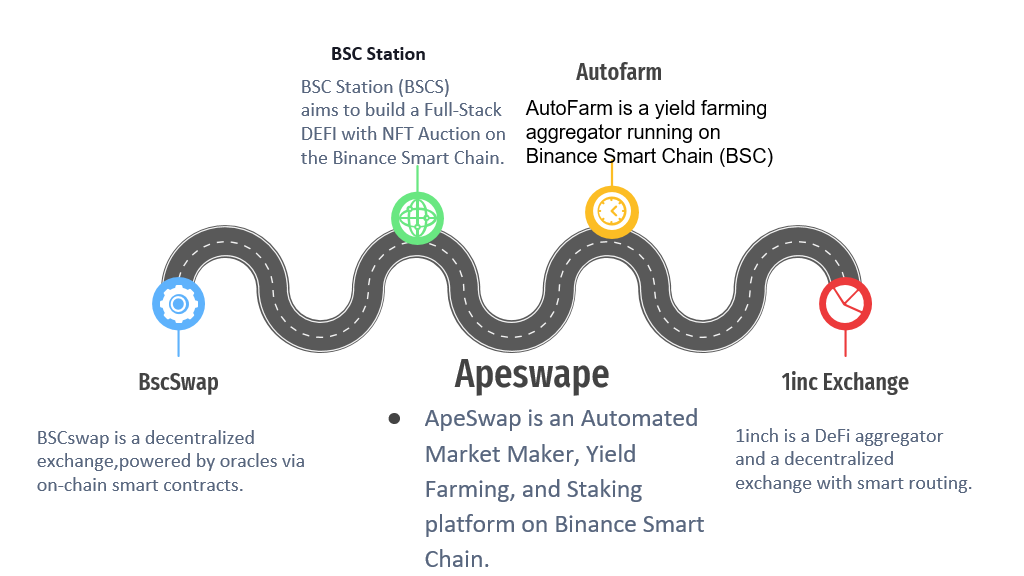 BSC Station
BSC Station (BSCS)
aims to build a Full-Stack
DEFI with NFT Auction on
the Binance Smart Chain.
Autofarm
AutoFarm is a yield farming
aggregator running on
Binance Smart Chain (BSC)
BscSwap
BSCswap is a decentralized
exchange,powered by oracles via
on-chain smart contracts.
Apeswape
● ApeSwap is an Automated
Market Maker, Yield
Farming, and Staking
platform on Binance Smart
Chain.
1inc Exchange
1inch is a DeFi aggregator
and a decentralized
exchange with smart routing.